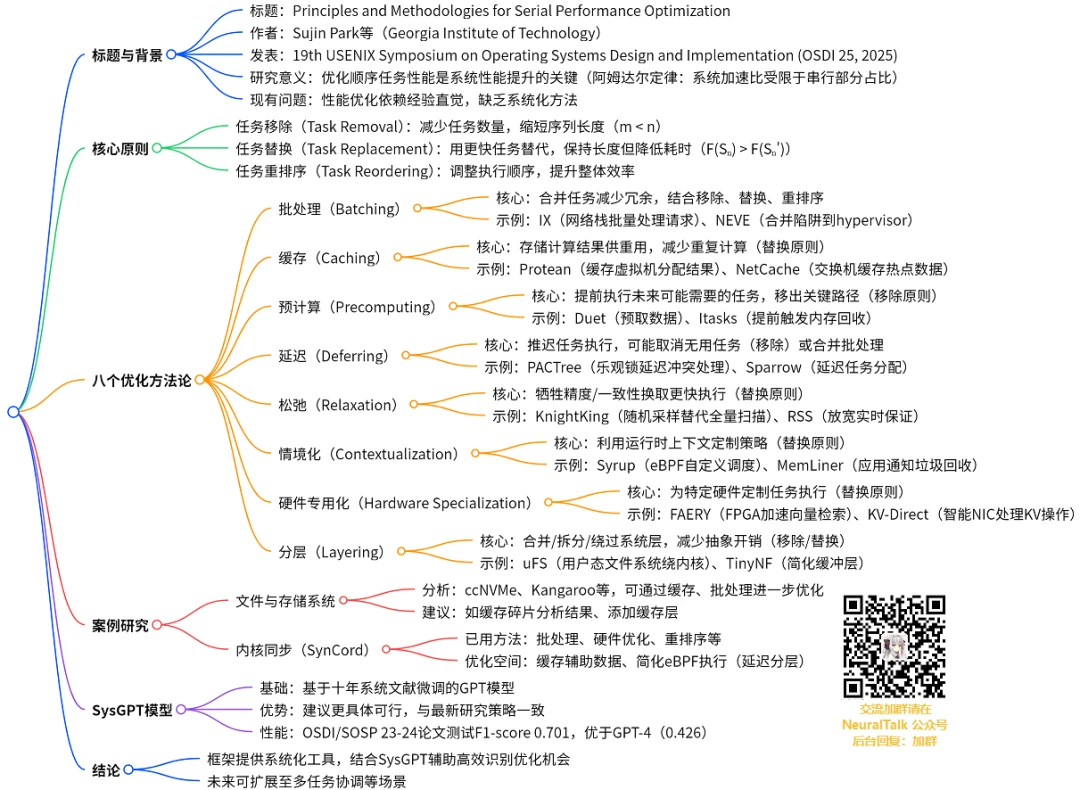 标题与背景
标题：Principles and Methodologies for Serial Performance Optimization
作者：Sujin Park等（Georgia Institute of Technology）
发表：19th USENIX Symposium on Operating Systems Design and Implementation (OSDI 25, 2025)
研究意义：优化顺序任务性能是系统性能提升的关键（阿姆达尔定律：系统加速比受限于串行部分占比）
现有问题：性能优化依赖经验直觉，缺乏系统化方法
核心原则
任务移除（Task Removal）：减少任务数量，缩短序列长度（m < n）
任务替换（Task Replacement）：用更快任务替代，保持长度但降低耗时（F(Sₙ) > F(Sₙ')）
任务重排序（Task Reordering）：调整执行顺序，提升整体效率
八个优化方法论
批处理（Batching）
核心：合并任务减少冗余，结合移除、替换、重排序
示例：IX（网络栈批量处理请求）、NEVE（合并陷阱到hypervisor）
缓存（Caching）
核心：存储计算结果供重用，减少重复计算（替换原则）
示例：Protean（缓存虚拟机分配结果）、NetCache（交换机缓存热点数据）
预计算（Precomputing）
核心：提前执行未来可能需要的任务，移出关键路径（移除原则）
示例：Duet（预取数据）、Itasks（提前触发内存回收）
延迟（Deferring）
核心：推迟任务执行，可能取消无用任务（移除）或合并批处理
示例：PACTree（乐观锁延迟冲突处理）、Sparrow（延迟任务分配）
松弛（Relaxation）
核心：牺牲精度/一致性换取更快执行（替换原则）
示例：KnightKing（随机采样替代全量扫描）、RSS（放宽实时保证）
情境化（Contextualization）
核心：利用运行时上下文定制策略（替换原则）
示例：Syrup（eBPF自定义调度）、MemLiner（应用通知垃圾回收）
硬件专用化（Hardware Specialization）
核心：为特定硬件定制任务执行（替换原则）
示例：FAERY（FPGA加速向量检索）、KV-Direct（智能NIC处理KV操作）
分层（Layering）
核心：合并/拆分/绕过系统层，减少抽象开销（移除/替换）
示例：uFS（用户态文件系统绕内核）、TinyNF（简化缓冲层）
案例研究
文件与存储系统
分析：ccNVMe、Kangaroo等，可通过缓存、批处理进一步优化
建议：如缓存碎片分析结果、添加缓存层
内核同步（SynCord）
已用方法：批处理、硬件优化、重排序等
优化空间：缓存辅助数据、简化eBPF执行（延迟分层）
SysGPT模型
基础：基于十年系统文献微调的GPT模型
优势：建议更具体可行，与最新研究策略一致
性能：OSDI/SOSP 23-24论文测试F1-score 0.701，优于GPT-4（0.426）
结论
框架提供系统化工具，结合SysGPT辅助高效识别优化机会
未来可扩展至多任务协调等场景
交流加群请在
NeuralTalk 公众号
后台回复：加群